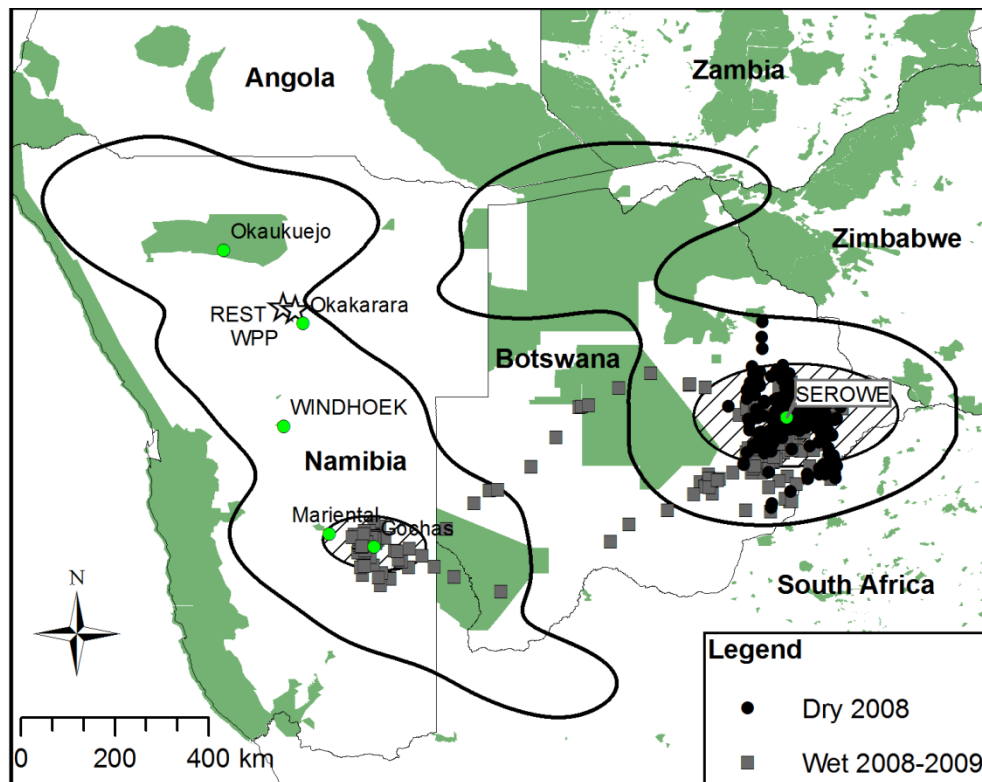 Angola
Zambia
Okaukuejo
Zimbabwe
REST
Okakarara
WPP
Botswana
SEROWE
WINDHOEK
Namibia
Mariental
Gochas
South Africa
N
Legend
0 200 400 km
Dry 2008
Wet 2008-2009